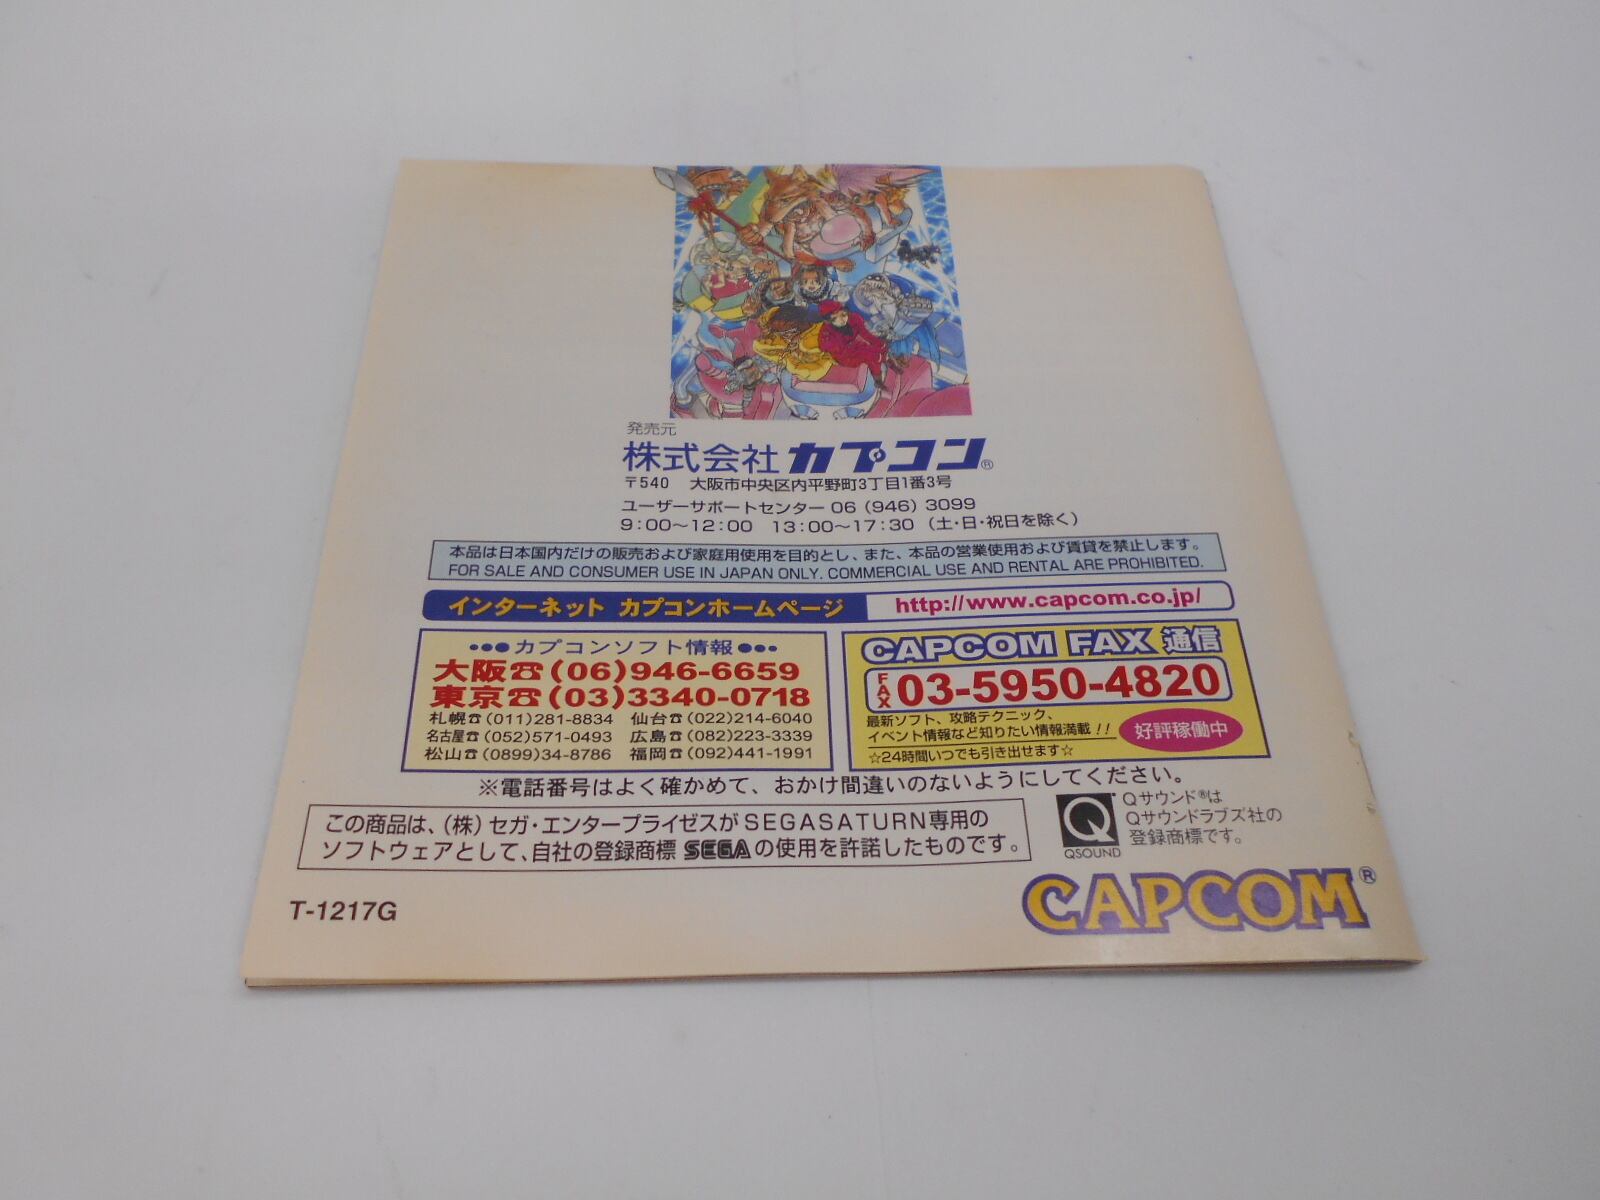 発売元
株式会社 カプコン®
〒540 大阪市中央区内平野町3丁目1番3号
ユーザーサポートセンター 06 (946) 3099
9:00〜12:00 13:00〜17:30 (土・日・祝日を除く)
本品は日本国内だけの販売および家庭用使用を目的とし、また、本品の営業使用および賃貸を禁止します。
FOR SALE AND CONSUMER USE IN JAPAN ONLY. COMMERCIAL USE AND RENTAL ARE PROHIBITED.
インターネット カプコンホームページ http://www.capcom.co.jp/
●●●カプコンソフト情報●●●
大阪☎(06)946-6659
東京☎(03)3340-0718
札幌☎(011)281-8834 仙台☎(022)214-6040
名古屋☎(052)571-0493 広島☎(082)223-3339
松山☎(0899)34-8786 福岡☎(092)441-1991
CAPCOM FAX 通信
FAX 03-5950-4820
最新ソフト、攻略テクニック、
イベント情報など知りたい情報満載!!
☆24時間いつでも引き出せます☆
好評稼働中
※電話番号はよく確かめて、おかけ間違いのないようにしてください。
この商品は、(株)セガ・エンタープライゼスがSEGASATURN専用の
ソフトウェアとして、自社の登録商標 SEGA の使用を許諾したものです。
QSOUND
Qサウンド®は
Qサウンドラブズ社の
登録商標です。
T-1217G
CAPCOM®